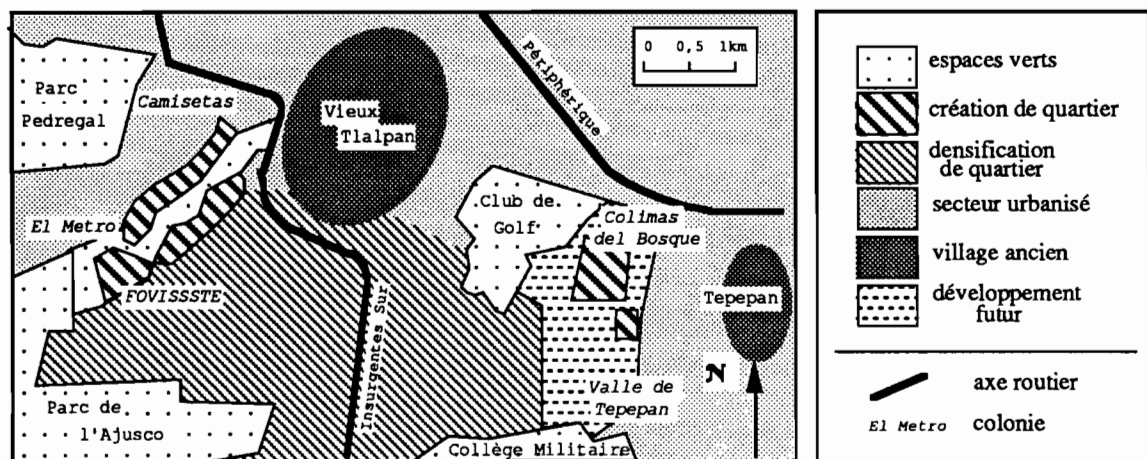 Parc
Pedregal
Camisetas
El Metro
FOVISSSTE
Parc de
l'Ajusco
Vieux
Tlalpan
Insurgentes Sur
Périphérique
0 0,5 1km
Club de
Golf
Colimas
del Bosque
Tepepan
Valle de
Tepepan
Collège Militaire
N
espaces verts
création de quartier
densification
de quartier
secteur urbanisé
village ancien
développement
futur
axe routier
El Metro colonie